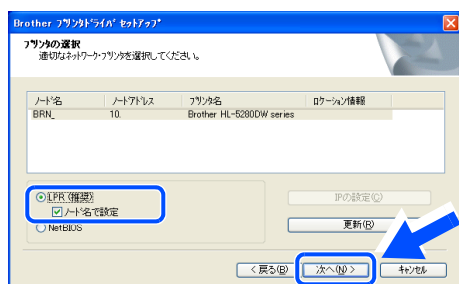 Brother ﾌﾟﾘﾝﾀﾄﾞﾗｲﾊﾞ ｾｯﾄｱｯﾌﾟ
ﾌﾟﾘﾝﾀの選択
適切なﾈｯﾄﾜｰｸ･ﾌﾟﾘﾝﾀを選択してください。
ﾉｰﾄﾞ名 ﾉｰﾄﾞｱﾄﾞﾚｽ ﾌﾟﾘﾝﾀ名 ﾛｹｰｼｮﾝ情報
BRN_ 10. Brother HL-5280DW series
LPR (推奨)
ﾉｰﾄﾞ名で設定
NetBIOS
IPの設定(C)
更新(R)
< 戻る(B) 次へ(N) > ｷｬﾝｾﾙ